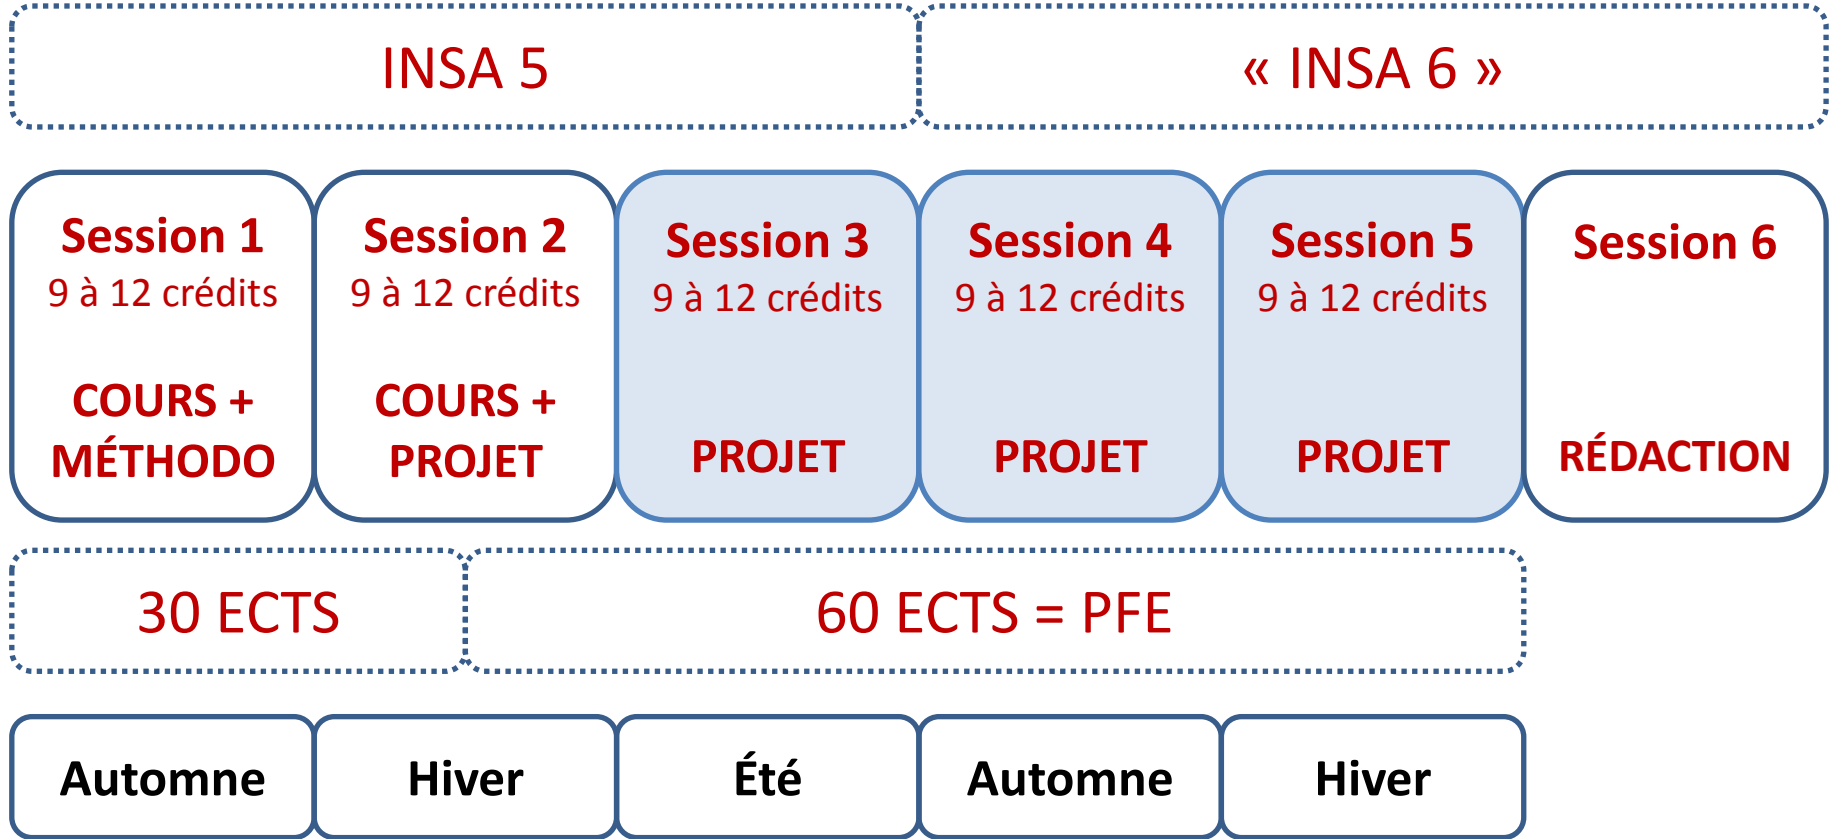 INSA 5
« INSA 6 »
Session 1
9 à 12 crédits
COURS +
MÉTHODO
Session 2
9 à 12 crédits
COURS +
PROJET
Session 3
9 à 12 crédits
PROJET
Session 4
9 à 12 crédits
PROJET
Session 5
9 à 12 crédits
PROJET
Session 6
RÉDACTION
30 ECTS
60 ECTS = PFE
Automne
Hiver
Été
Automne
Hiver